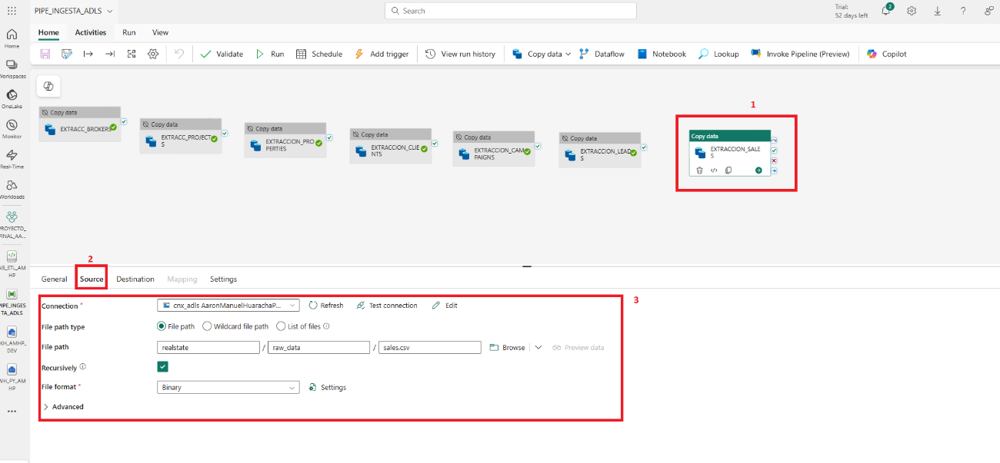 PIPE_INGESTA_ADLS
Search
Trial:
52 days left
2
Home Activities Run View
Validate Run Schedule Add trigger View run history Copy data Dataflow Notebook Lookup Invoke Pipeline (Preview) Copilot
Home
Workspaces
OneLake
Monitor
Real-Time
Workloads
PROYECTO_
FINAL_AA...
NB_ETL_AM
HP
PIPE_INGES
TA_ADLS
KH_AMHP_
DEV
WH_PY_AM
HP
Copy data
EXTRACC_BROKERS
Copy data
EXTRACC_PROJECT
S
Copy data
EXTRACCION_PRO
PERTIES
Copy data
EXTRACCION_CLIE
NTS
Copy data
EXTRACCION_CAM
PAIGNS
Copy data
EXTRACCION_LEAD
S
1
Copy data
EXTRACCION_SALE
S
2
General Source Destination Mapping Settings
3
Connection * cnx_adls AaronManuelHuarachaP... Refresh Test connection Edit
File path type File path Wildcard file path List of files
File path realstate / raw_data / sales.csv Browse Preview data
Recursively
File format * Binary Settings
Advanced